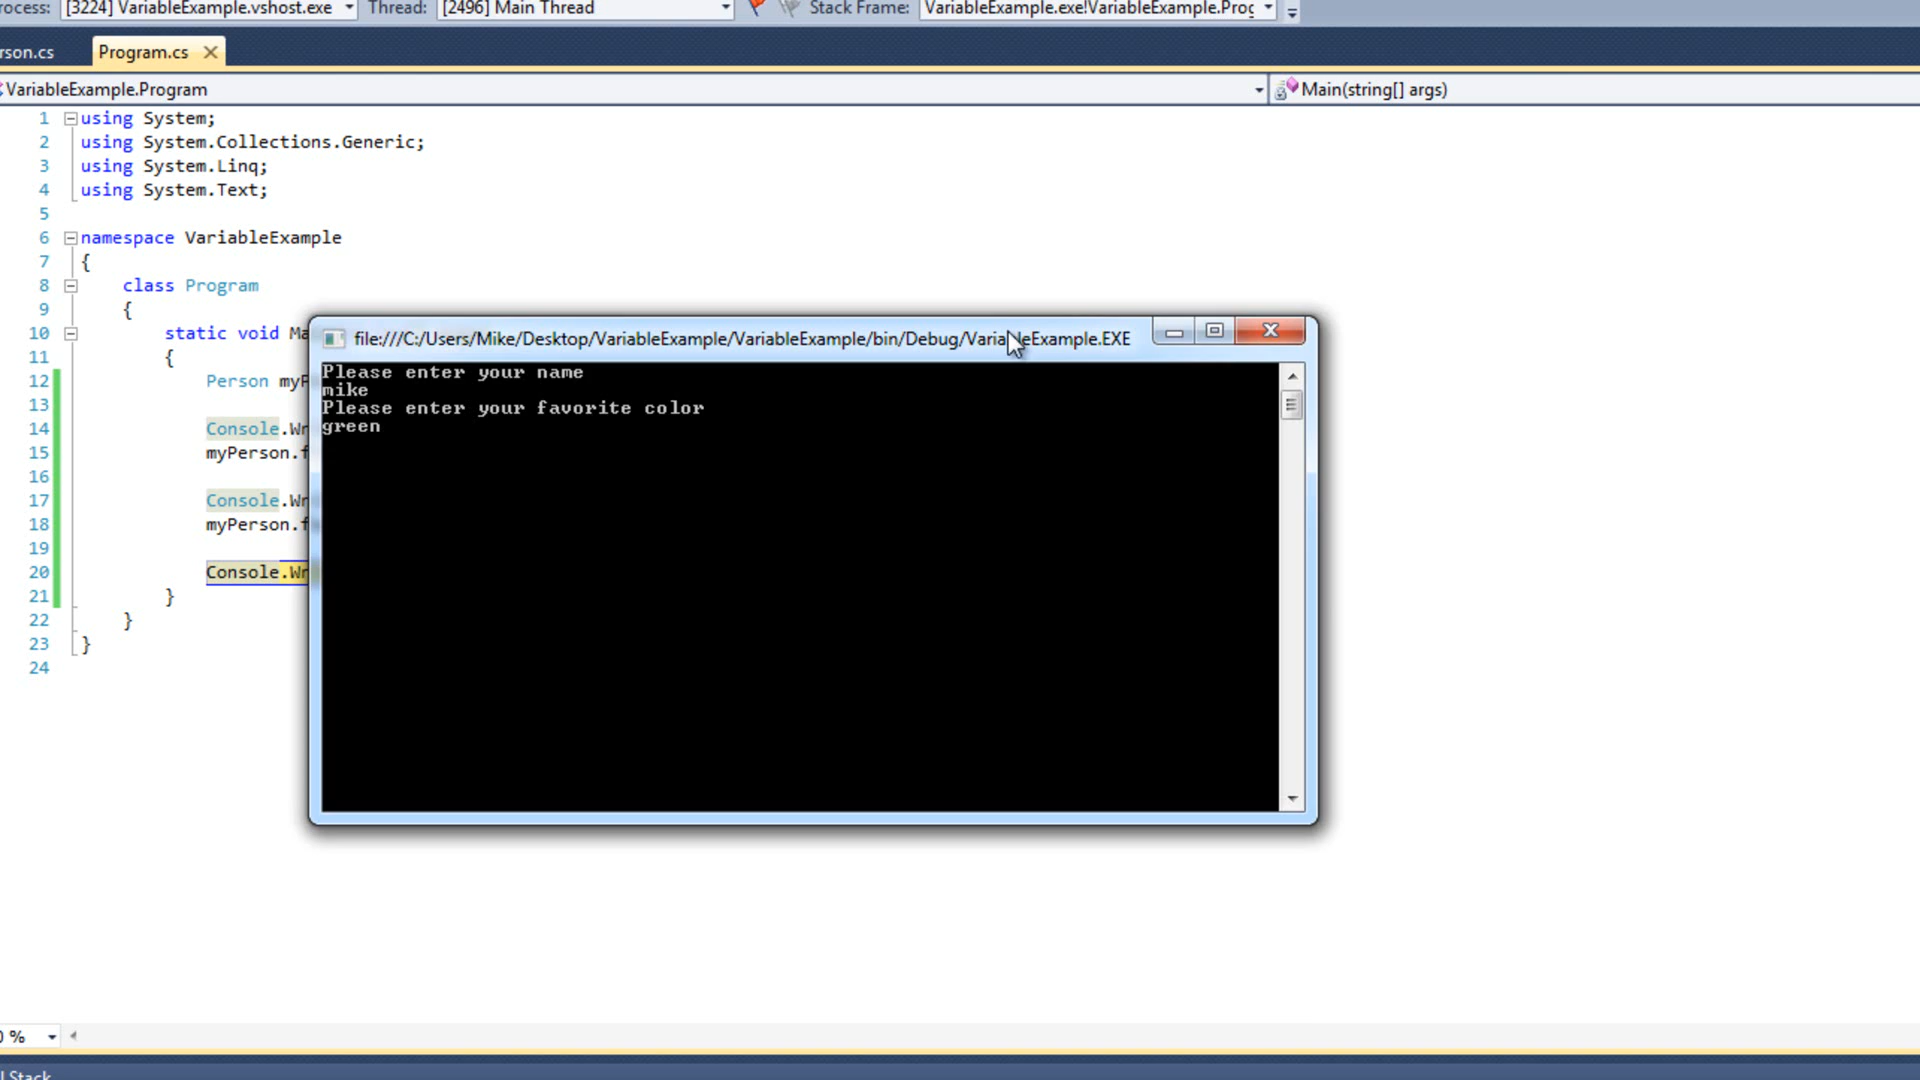 rocess: [3224] VariableExample.vshost.exe Thread: [2496] Main Thread Stack Frame: VariableExample.exe!VariableExample.Prog
rson.cs Program.cs
VariableExample.Program Main(string[] args)
1 using System;
2 using System.Collections.Generic;
3 using System.Linq;
4 using System.Text;
5
6 namespace VariableExample
7 {
8 class Program
9 {
10 static void Ma
11 {
12 Person myP
13
14 Console.Wr
15 myPerson.f
16
17 Console.Wr
18 myPerson.f
19
20 Console.Wr
21 }
22 }
23 }
24
file:///C:/Users/Mike/Desktop/VariableExample/VariableExample/bin/Debug/VariableExample.EXE
Please enter your name
mike
Please enter your favorite color
green
0 %
l Stack